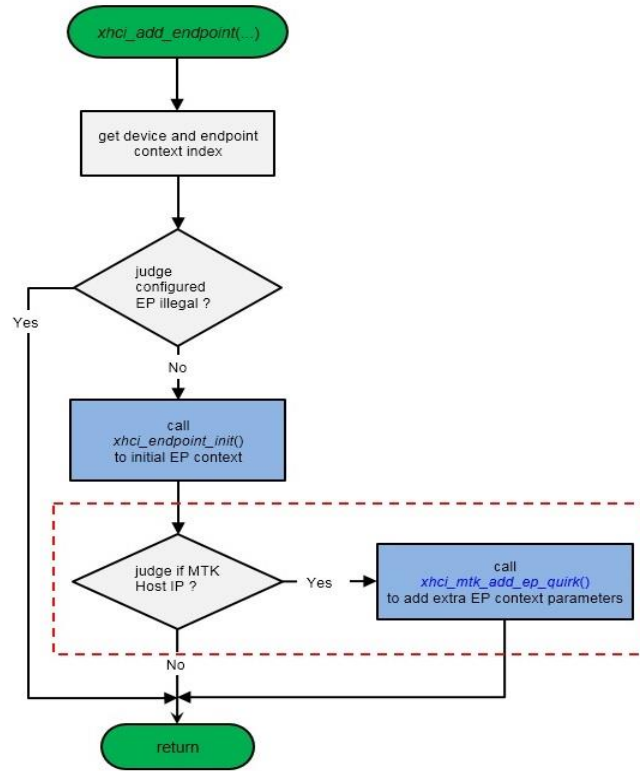 xhci_add_endpoint(...)
get device and endpoint
context index
judge
configured
EP illegal ?
Yes
No
call
xhci_endpoint_init()
to initial EP context
judge if MTK
Host IP ?
Yes
call
xhci_mtk_add_ep_quirk()
to add extra EP context parameters
No
return